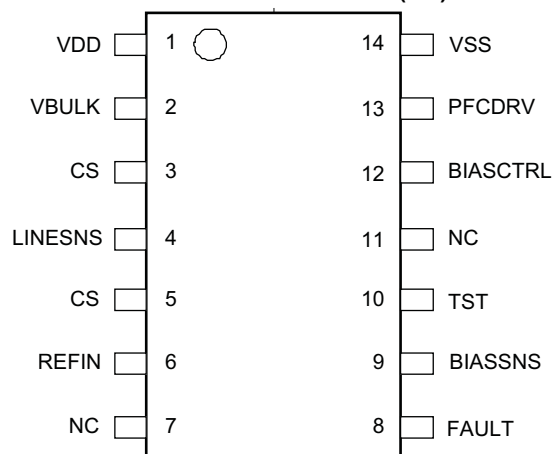 VDD 1 14 VSS
VBULK 2 13 PFCDRV
CS 3 12 BIASCTRL
LINESNS 4 11 NC
CS 5 10 TST
REFIN 6 9 BIASSNS
NC 7 8 FAULT